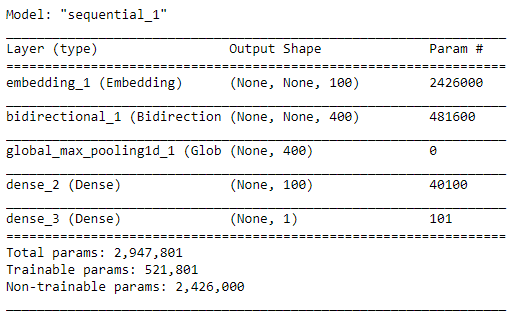 Model: "sequential_1"
Layer (type) Output Shape Param #
embedding_1 (Embedding) (None, None, 100) 2426000
bidirectional_1 (Bidirection (None, None, 400) 481600
global_max_pooling1d_1 (Glob (None, 400) 0
dense_2 (Dense) (None, 100) 40100
dense_3 (Dense) (None, 1) 101
Total params: 2,947,801
Trainable params: 521,801
Non-trainable params: 2,426,000